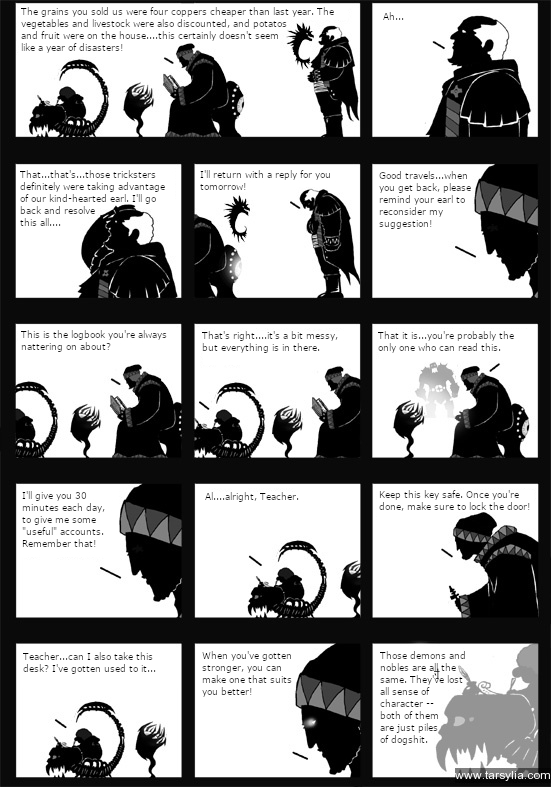 The grains you sold us were four coppers cheaper than last year. The
vegetables and livestock were also discounted, and potatos
and fruit were on the house....this certainly doesn't seem
like a year of disasters!
Ah...
That...that's...those tricksters
definitely were taking advantage
of our kind-hearted earl. I'll go
back and resolve
this all....
I'll return with a reply for you
tomorrow!
Good travels...when
you get back, please
remind your earl to
reconsider my
suggestion!
This is the logbook you're always
nattering on about?
That's right....it's a bit messy,
but everything is in there.
That it is...you're probably the
only one who can read this.
I'll give you 30
minutes each day,
to give me some
"useful" accounts.
Remember that!
Al....alright, Teacher.
Keep this key safe. Once you're
done, make sure to lock the door!
Teacher...can I also take this
desk? I've gotten used to it...
When you've gotten
stronger, you can
make one that suits
you better!
Those demons and
nobles are all the
same. They've lost
all sense of
character --
both of them
are just piles
of dogshit.
www.tarsylia.com